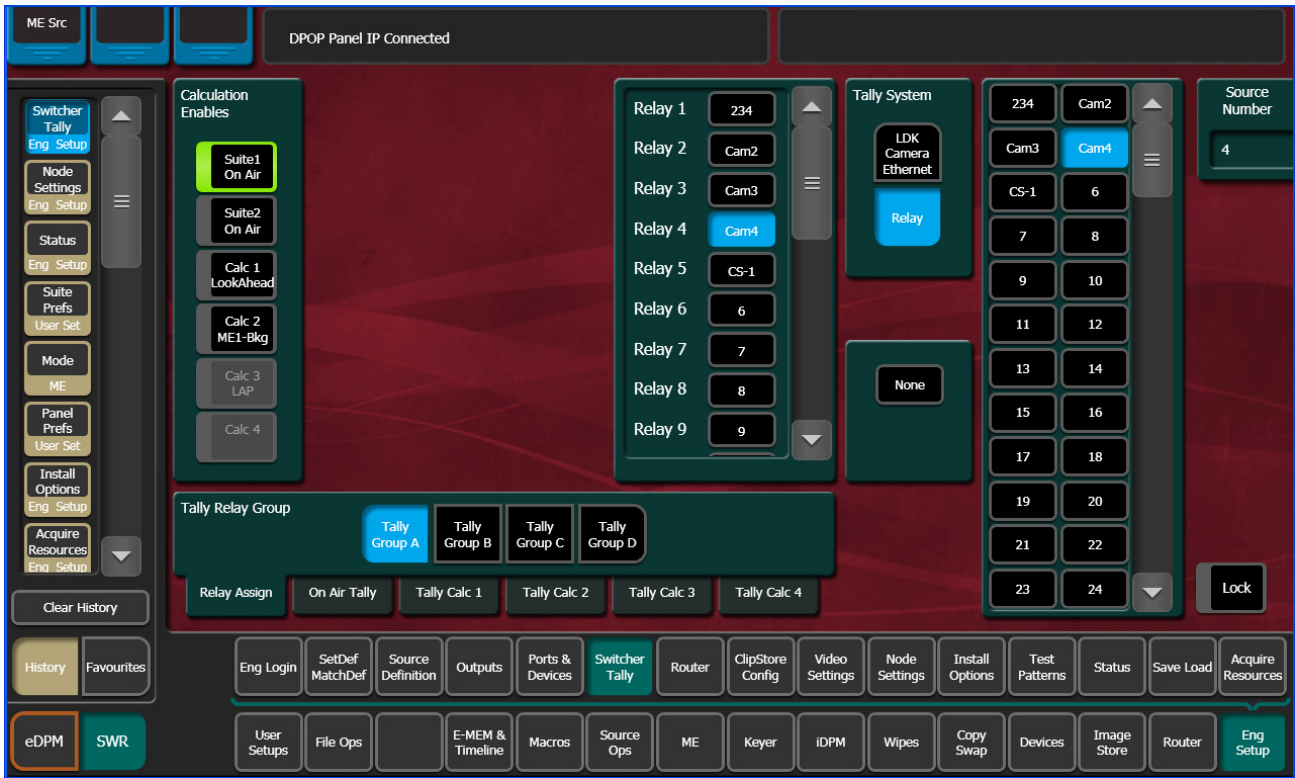 ME Src
DPOP Panel IP Connected
Switcher
Tally
Eng Setup
Node
Settings
Eng Setup
Status
Eng Setup
Suite
Prefs
User Set
Mode
ME
Panel
Prefs
User Set
Install
Options
Eng Setup
Acquire
Resources
Eng Setup
Clear History
History
Favourites
eDPM
SWR
Calculation
Enables
Suite1
On Air
Suite2
On Air
Calc 1
LookAhead
Calc 2
ME1-Bkg
Calc 3
LAP
Calc 4
Relay 1 234
Relay 2 Cam2
Relay 3 Cam3
Relay 4 Cam4
Relay 5 CS-1
Relay 6 6
Relay 7 7
Relay 8 8
Relay 9 9
Tally System
LDK
Camera
Ethernet
Relay
None
234 Cam2
Cam3 Cam4
CS-1 6
7 8
9 10
11 12
13 14
15 16
17 18
19 20
21 22
23 24
Source
Number
4
Lock
Tally Relay Group
Tally
Group A
Tally
Group B
Tally
Group C
Tally
Group D
Relay Assign
On Air Tally
Tally Calc 1
Tally Calc 2
Tally Calc 3
Tally Calc 4
Eng Login
SetDef
MatchDef
Source
Definition
Outputs
Ports &
Devices
Switcher
Tally
Router
ClipStore
Config
Video
Settings
Node
Settings
Install
Options
Test
Patterns
Status
Save Load
Acquire
Resources
User
Setups
File Ops
E-MEM &
Timeline
Macros
Source
Ops
ME
Keyer
iDPM
Wipes
Copy
Swap
Devices
Image
Store
Router
Eng
Setup